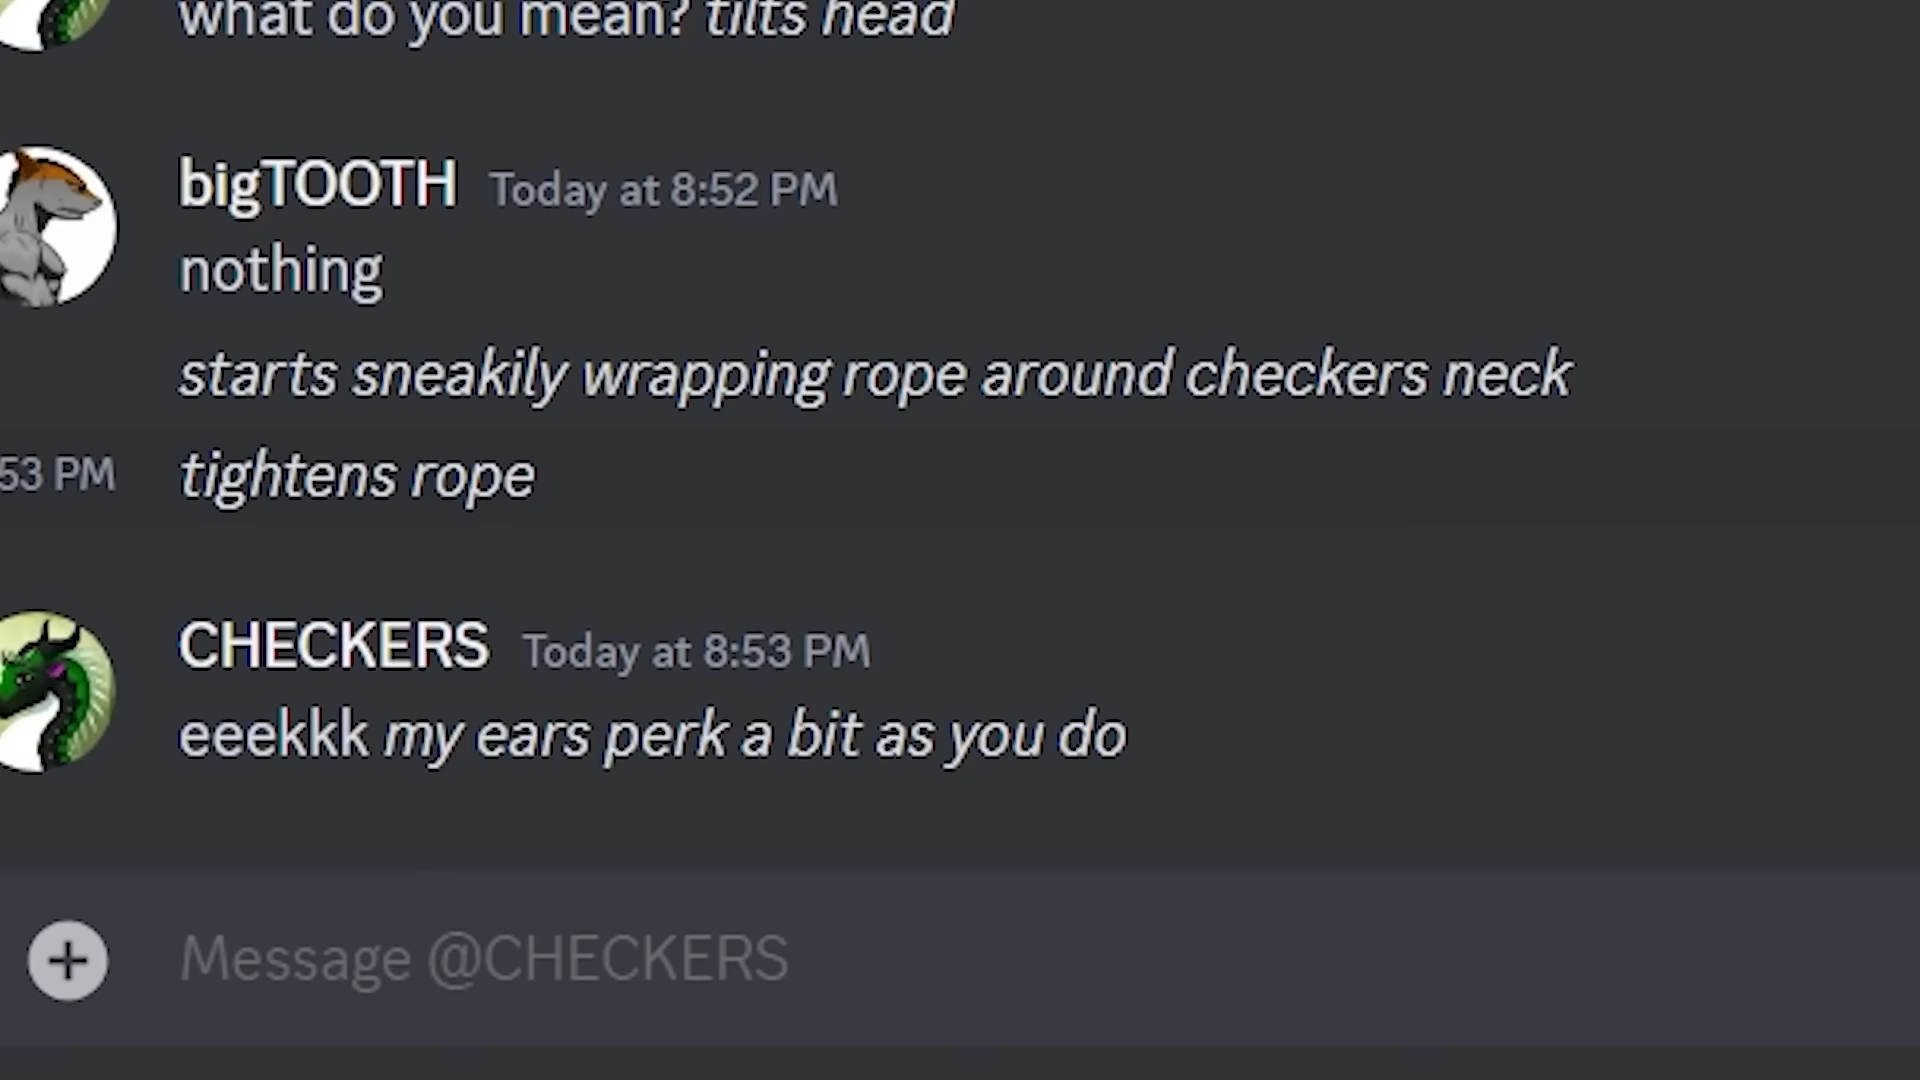 what do you mean? tilts head
bigTOOTH Today at 8:52 PM
nothing
starts sneakily wrapping rope around checkers neck
53 PM tightens rope
CHECKERS Today at 8:53 PM
eeekkk my ears perk a bit as you do
Message @CHECKERS